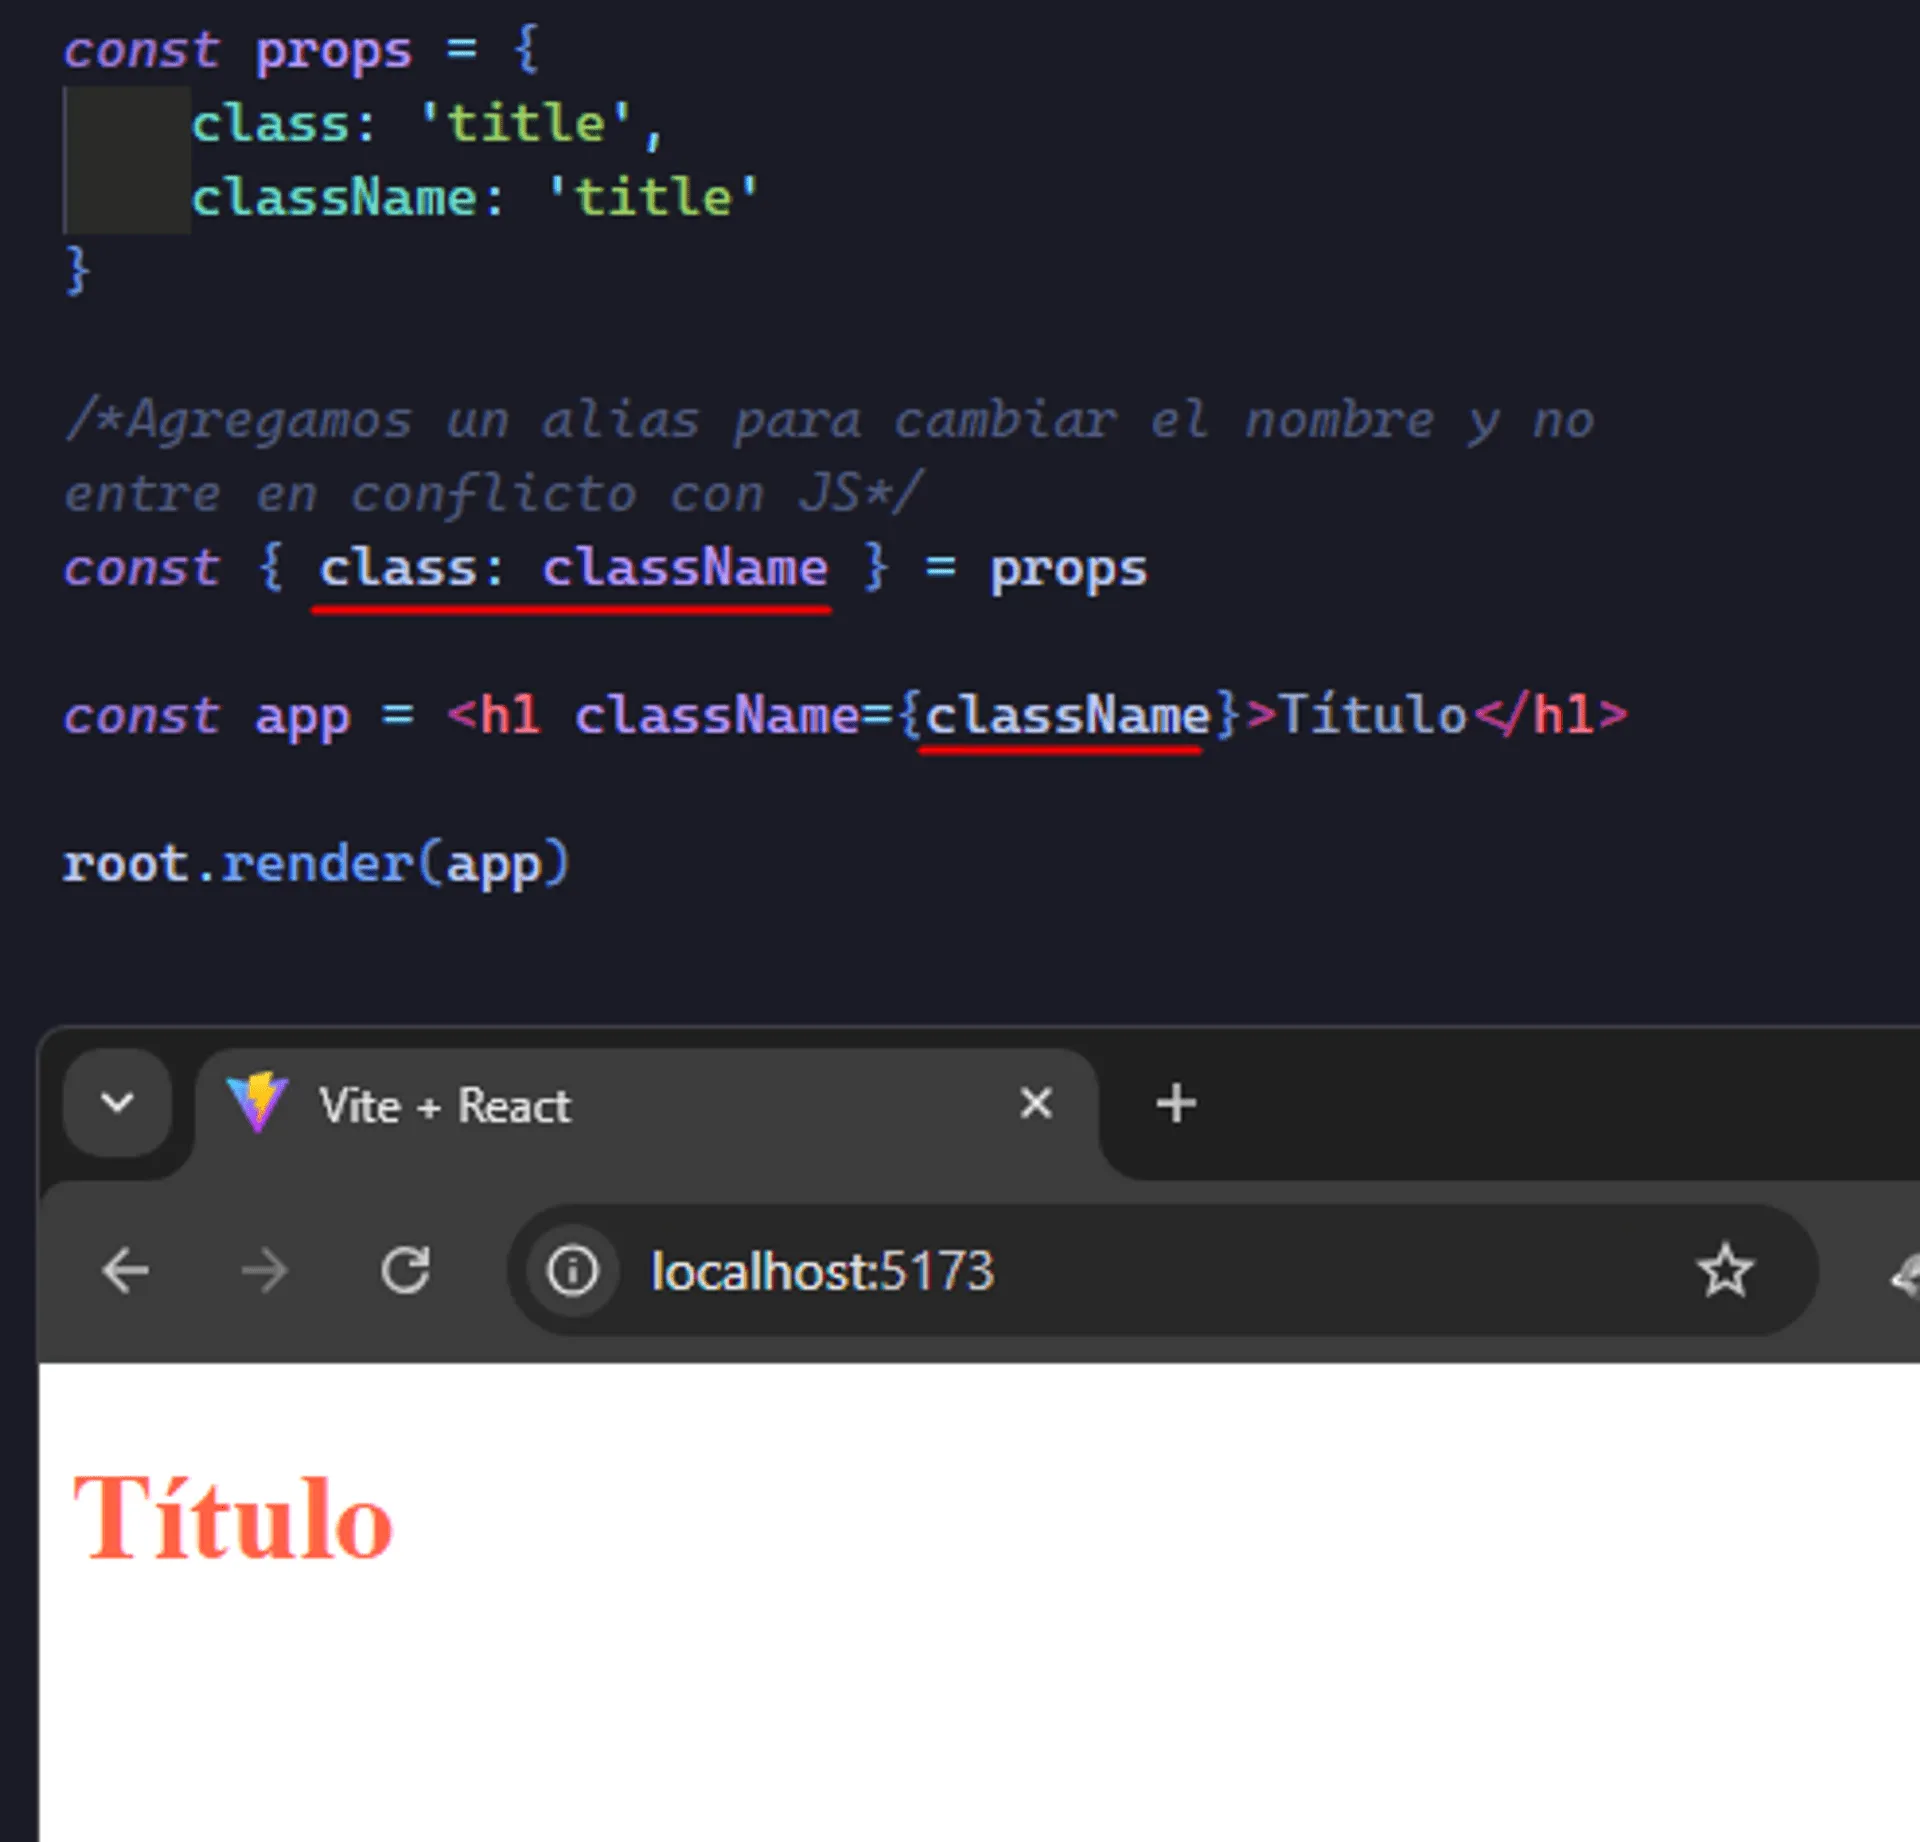 const props = {
class: 'title',
className: 'title'
}
/*Agregamos un alias para cambiar el nombre y no
entre en conflicto con JS*/
const { class: className } = props
const app = <h1 className={className}>Título</h1>
root.render(app)
Vite + React
localhost:5173
Título